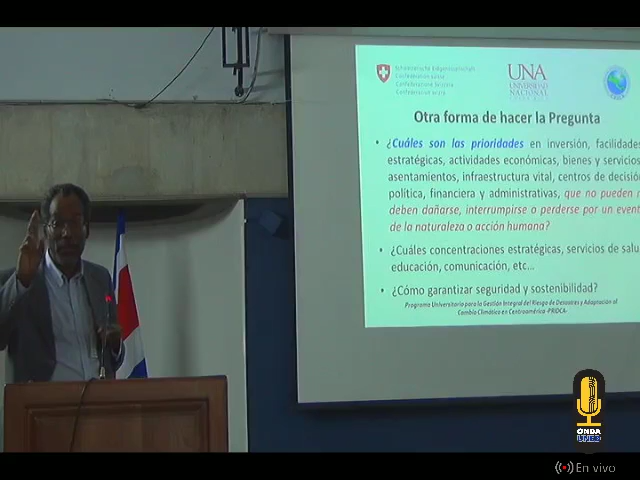 Schweizerische Eidgenossenschaft
Confédération suisse
Confederazione Svizzera
Confederaziun svizra
UNA
UNIVERSIDAD
NACIONAL
Otra forma de hacer la Pregunta
• ¿Cuáles son las prioridades en inversión, facilidades
estratégicas, actividades económicas, bienes y servicios,
asentamientos, infraestructura vital, centros de decisión
política, financiera y administrativas, que no pueden n
deben dañarse, interrumpirse o perderse por un event
de la naturaleza o acción humana?
• ¿Cuáles concentraciones estratégicas, servicios de salu
educación, comunicación, etc...
• ¿Cómo garantizar seguridad y sostenibilidad?
Programa Universitario para la Gestión Integral del Riesgo de Desastres y Adaptación al
Cambio Climático en Centroamérica -PRIDCA-
ONDA
UNED
En vivo